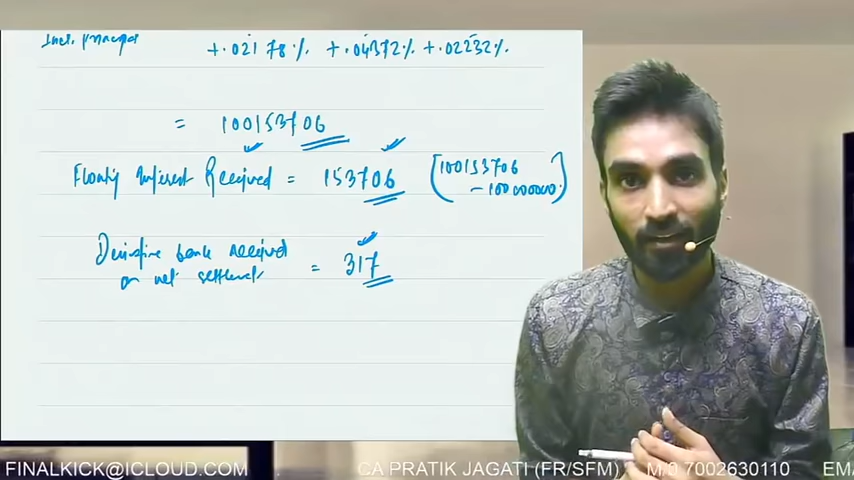 Incl. Principal
+.02178% +.04372% +.02232%
= 100153706
Floating Interest Received = 153706 [100153706
- 100000000.]
Derivative bank received
on net settlement = 317
FINALKICK@ICLOUD.COM CA PRATIK JAGATI (FR/SFM) M/O 7002630110 EMA